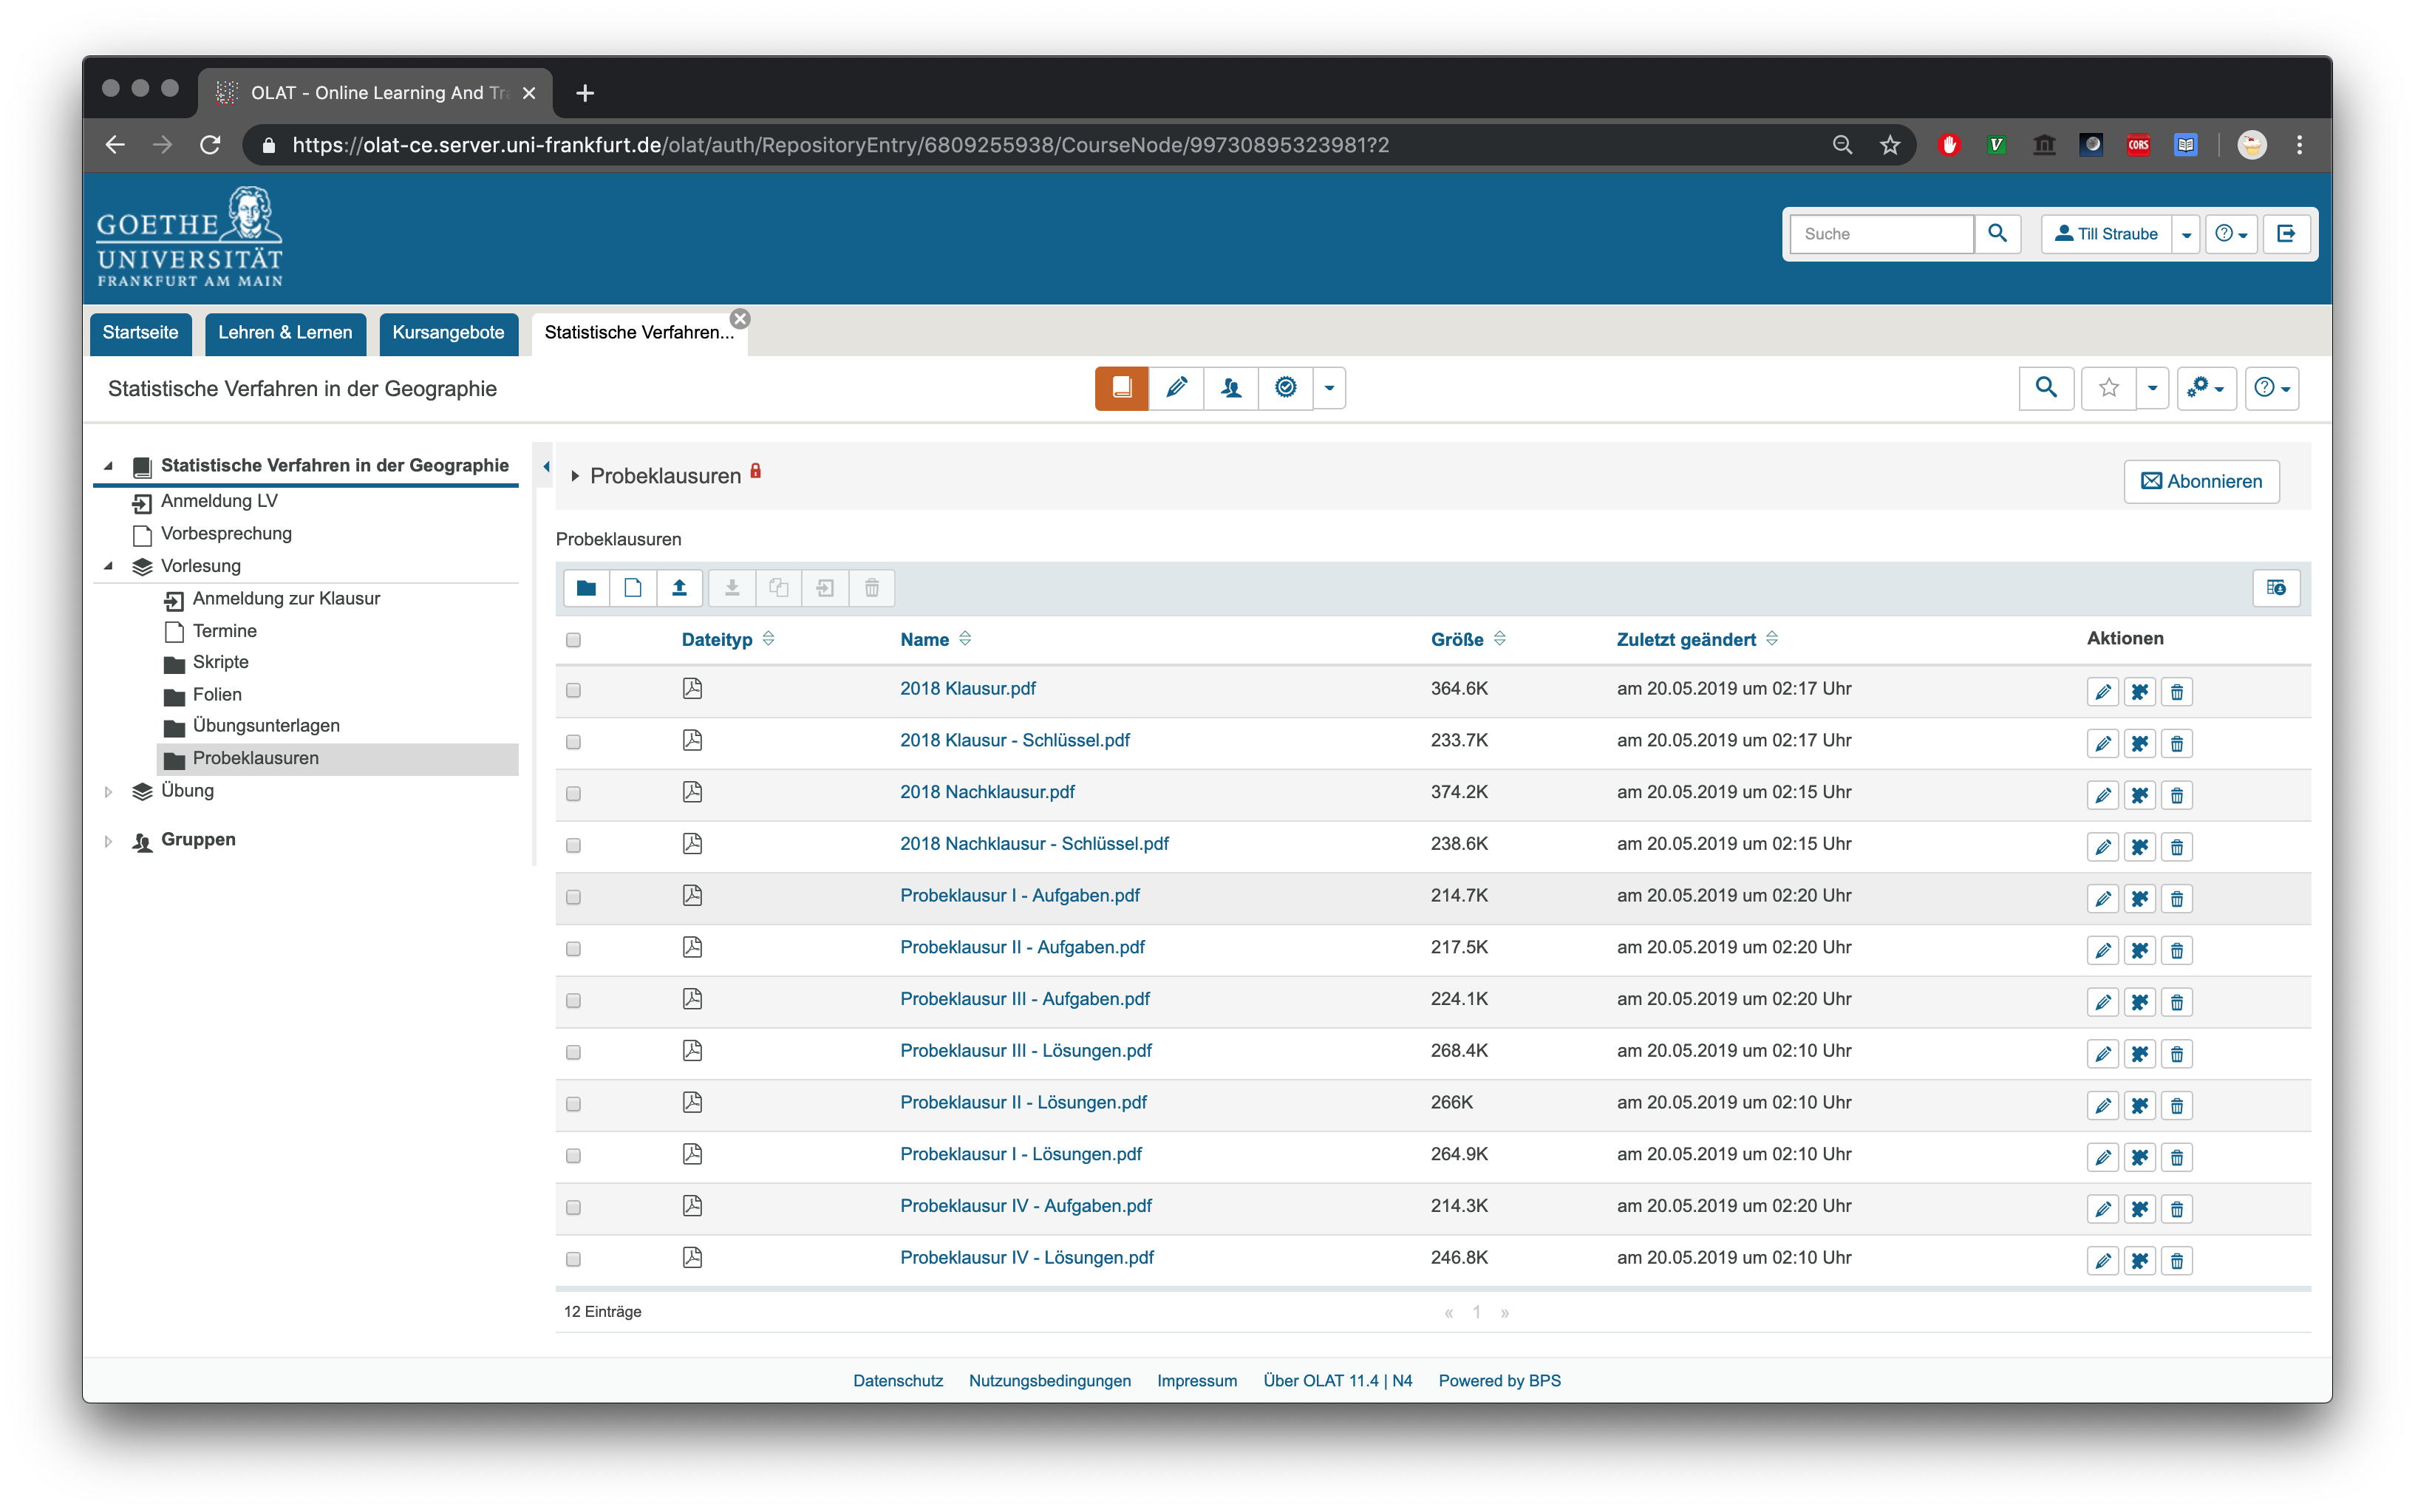 OLAT - Online Learning And Tra
https://olat-ce.server.uni-frankfurt.de/olat/auth/RepositoryEntry/6809255938/CourseNode/99730895323981?2
CORS
GOETHE
UNIVERSITÄT
FRANKFURT AM MAIN
Suche
Till Straube
Startseite
Lehren & Lernen
Kursangebote
Statistische Verfahren...
Statistische Verfahren in der Geographie
Statistische Verfahren in der Geographie
Anmeldung LV
Vorbesprechung
Vorlesung
Anmeldung zur Klausur
Termine
Skripte
Folien
Übungsunterlagen
Probeklausuren
Übung
Gruppen
Probeklausuren
Abonnieren
Probeklausuren
Dateityp Name Größe Zuletzt geändert Aktionen
2018 Klausur.pdf 364.6K am 20.05.2019 um 02:17 Uhr
2018 Klausur - Schlüssel.pdf 233.7K am 20.05.2019 um 02:17 Uhr
2018 Nachklausur.pdf 374.2K am 20.05.2019 um 02:15 Uhr
2018 Nachklausur - Schlüssel.pdf 238.6K am 20.05.2019 um 02:15 Uhr
Probeklausur I - Aufgaben.pdf 214.7K am 20.05.2019 um 02:20 Uhr
Probeklausur II - Aufgaben.pdf 217.5K am 20.05.2019 um 02:20 Uhr
Probeklausur III - Aufgaben.pdf 224.1K am 20.05.2019 um 02:20 Uhr
Probeklausur III - Lösungen.pdf 268.4K am 20.05.2019 um 02:10 Uhr
Probeklausur II - Lösungen.pdf 266K am 20.05.2019 um 02:10 Uhr
Probeklausur I - Lösungen.pdf 264.9K am 20.05.2019 um 02:10 Uhr
Probeklausur IV - Aufgaben.pdf 214.3K am 20.05.2019 um 02:20 Uhr
Probeklausur IV - Lösungen.pdf 246.8K am 20.05.2019 um 02:10 Uhr
12 Einträge « 1 »
Datenschutz Nutzungsbedingungen Impressum Über OLAT 11.4 | N4 Powered by BPS